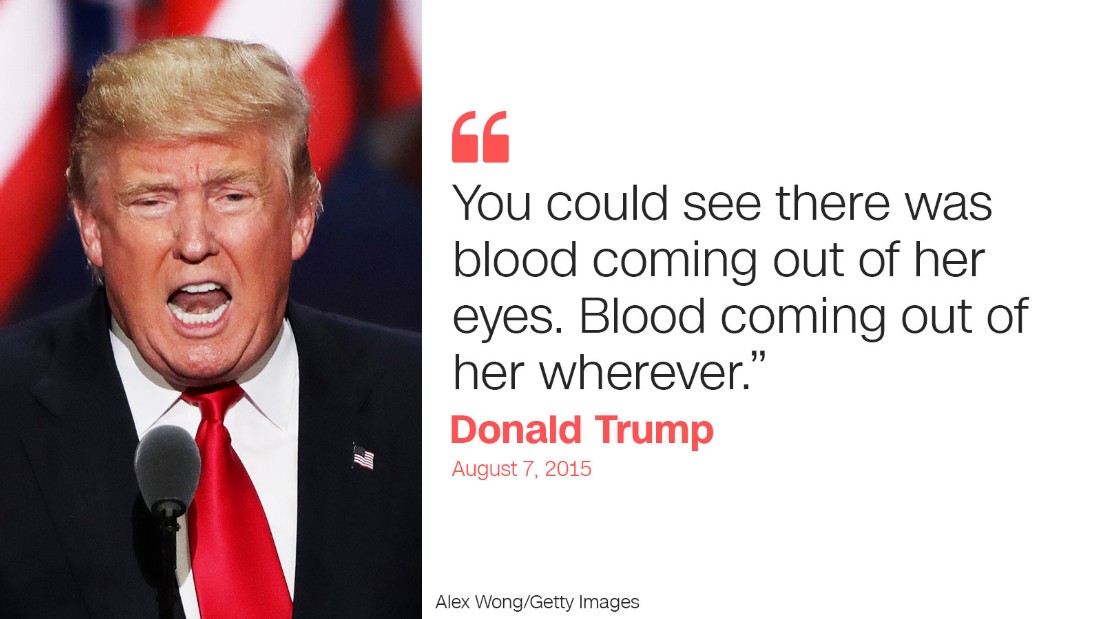 “
You could see there was
blood coming out of her
eyes. Blood coming out of
her wherever.”
Donald Trump
August 7, 2015
Alex Wong/Getty Images